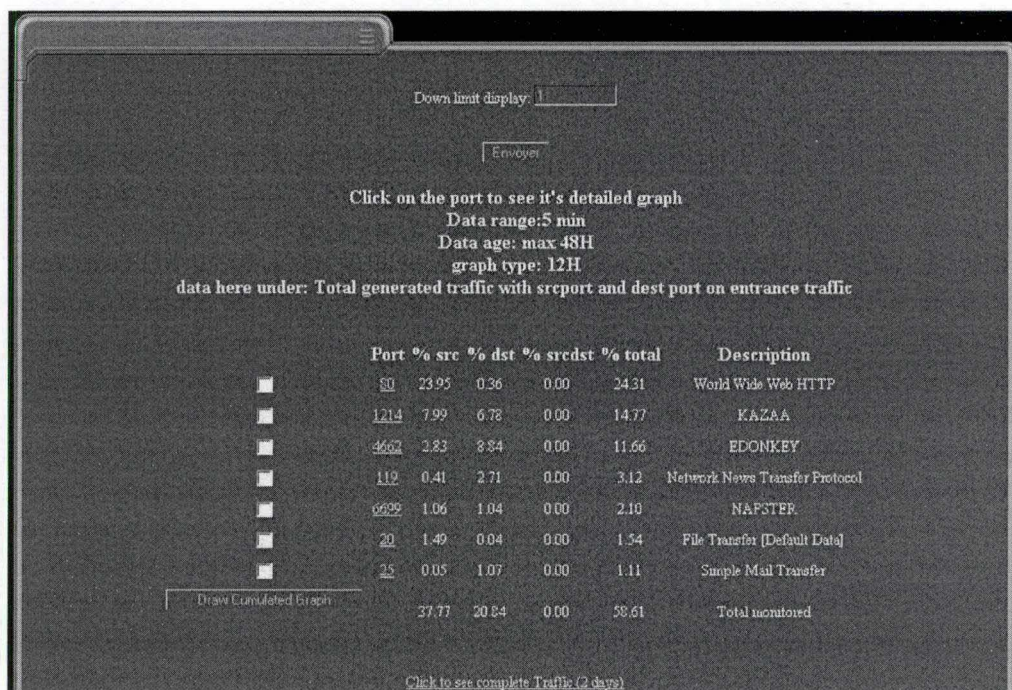 Down limit display: 1
Envoyer
Click on the port to see it's detailed graph
Data range:5 min
Data age: max 48H
graph type: 12H
data here under: Total generated traffic with srcport and dest port on entrance traffic
Port % src % dst % srcdst % total Description
80 23.95 0.36 0.00 24.31 World Wide Web HTTP
1214 7.99 6.78 0.00 14.77 KAZAA
4662 2.83 8.84 0.00 11.66 EDONKEY
119 0.41 2.71 0.00 3.12 Network News Transfer Protocol
6699 1.06 1.04 0.00 2.10 NAPSTER
20 1.49 0.04 0.00 1.54 File Transfer [Default Data]
25 0.05 1.07 0.00 1.11 Simple Mail Transfer
Draw Cumulated Graph
37.77 20.84 0.00 58.61 Total monitored
Click to see complete Traffic (2 days)